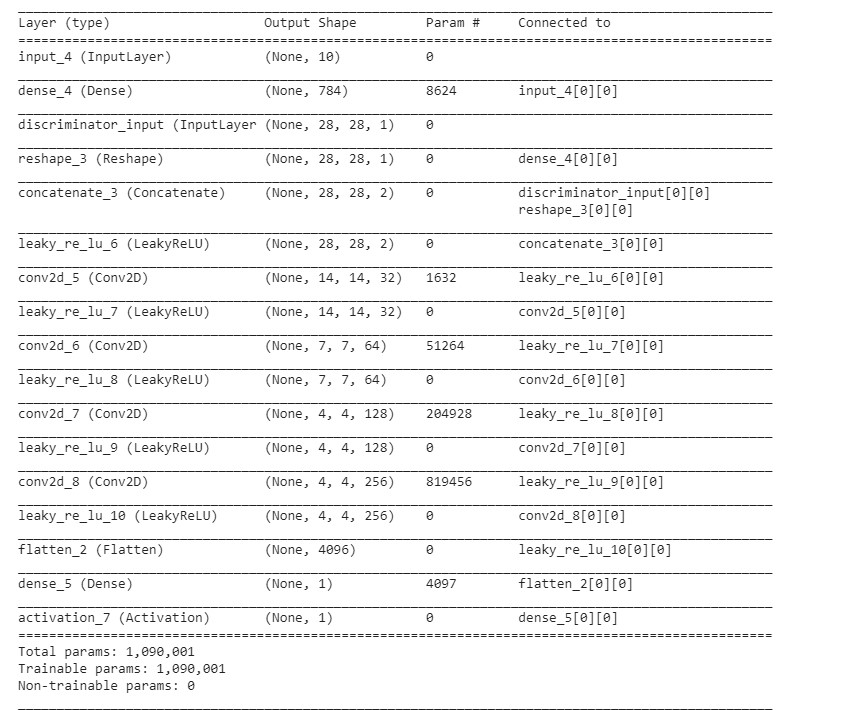 Layer (type) Output Shape Param # Connected to
input_4 (InputLayer) (None, 10) 0
dense_4 (Dense) (None, 784) 8624 input_4[0][0]
discriminator_input (InputLayer (None, 28, 28, 1) 0
reshape_3 (Reshape) (None, 28, 28, 1) 0 dense_4[0][0]
concatenate_3 (Concatenate) (None, 28, 28, 2) 0 discriminator_input[0][0]
reshape_3[0][0]
leaky_re_lu_6 (LeakyReLU) (None, 28, 28, 2) 0 concatenate_3[0][0]
conv2d_5 (Conv2D) (None, 14, 14, 32) 1632 leaky_re_lu_6[0][0]
leaky_re_lu_7 (LeakyReLU) (None, 14, 14, 32) 0 conv2d_5[0][0]
conv2d_6 (Conv2D) (None, 7, 7, 64) 51264 leaky_re_lu_7[0][0]
leaky_re_lu_8 (LeakyReLU) (None, 7, 7, 64) 0 conv2d_6[0][0]
conv2d_7 (Conv2D) (None, 4, 4, 128) 204928 leaky_re_lu_8[0][0]
leaky_re_lu_9 (LeakyReLU) (None, 4, 4, 128) 0 conv2d_7[0][0]
conv2d_8 (Conv2D) (None, 4, 4, 256) 819456 leaky_re_lu_9[0][0]
leaky_re_lu_10 (LeakyReLU) (None, 4, 4, 256) 0 conv2d_8[0][0]
flatten_2 (Flatten) (None, 4096) 0 leaky_re_lu_10[0][0]
dense_5 (Dense) (None, 1) 4097 flatten_2[0][0]
activation_7 (Activation) (None, 1) 0 dense_5[0][0]
Total params: 1,090,001
Trainable params: 1,090,001
Non-trainable params: 0